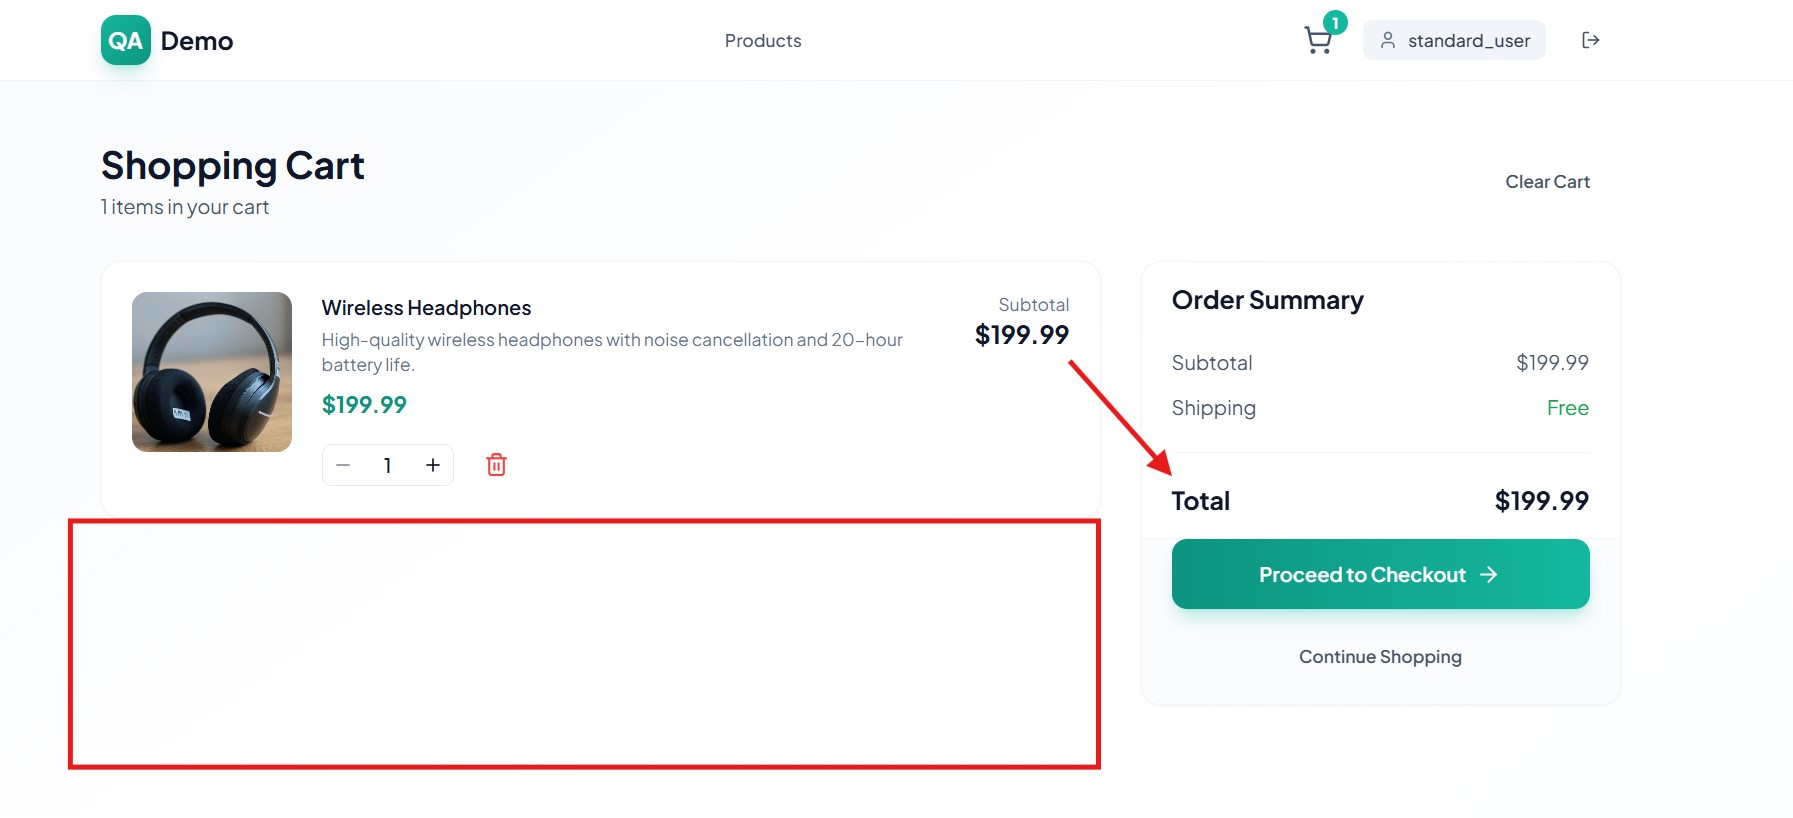 QA Demo
Products
1
standard_user
Shopping Cart
1 items in your cart
Clear Cart
Wireless Headphones
High-quality wireless headphones with noise cancellation and 20-hour
battery life.
$199.99
1
Subtotal
$199.99
Order Summary
Subtotal $199.99
Shipping Free
Total $199.99
Proceed to Checkout →
Continue Shopping